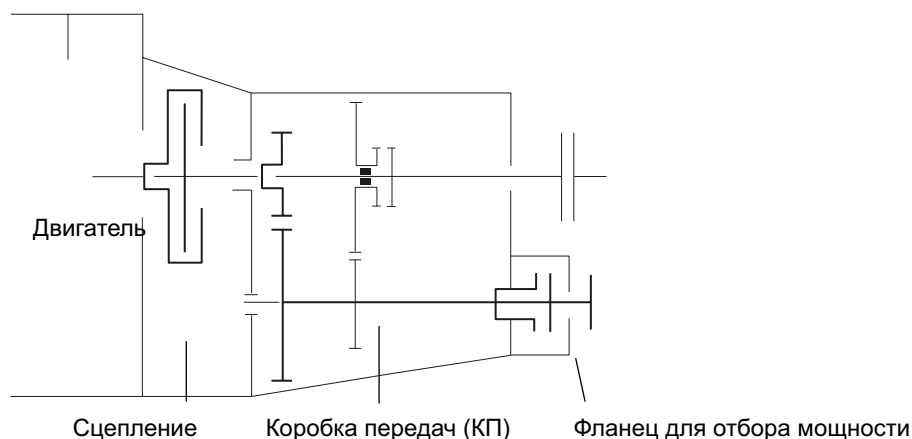 Двигатель
Сцепление
Коробка передач (КП)
Фланец для отбора мощности